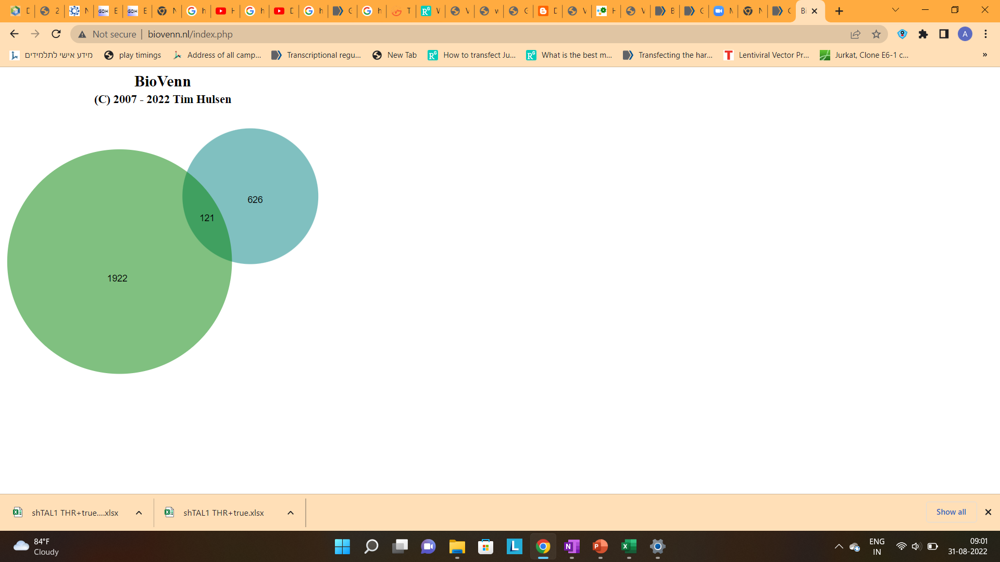 Not secure | biovenn.nl/index.php
מידע אישי לתלמידים play timings Address of all camp... Transcriptional regu... New Tab How to transfect Ju... What is the best m... Transfecting the har... Lentiviral Vector Pr... Jurkat, Clone E6-1 c... »
BioVenn
(C) 2007 - 2022 Tim Hulsen
626
121
1922
shTAL1 THR+true....xlsx shTAL1 THR+true.xlsx Show all
84°F
Cloudy
ENG
IN
09:01
31-08-2022